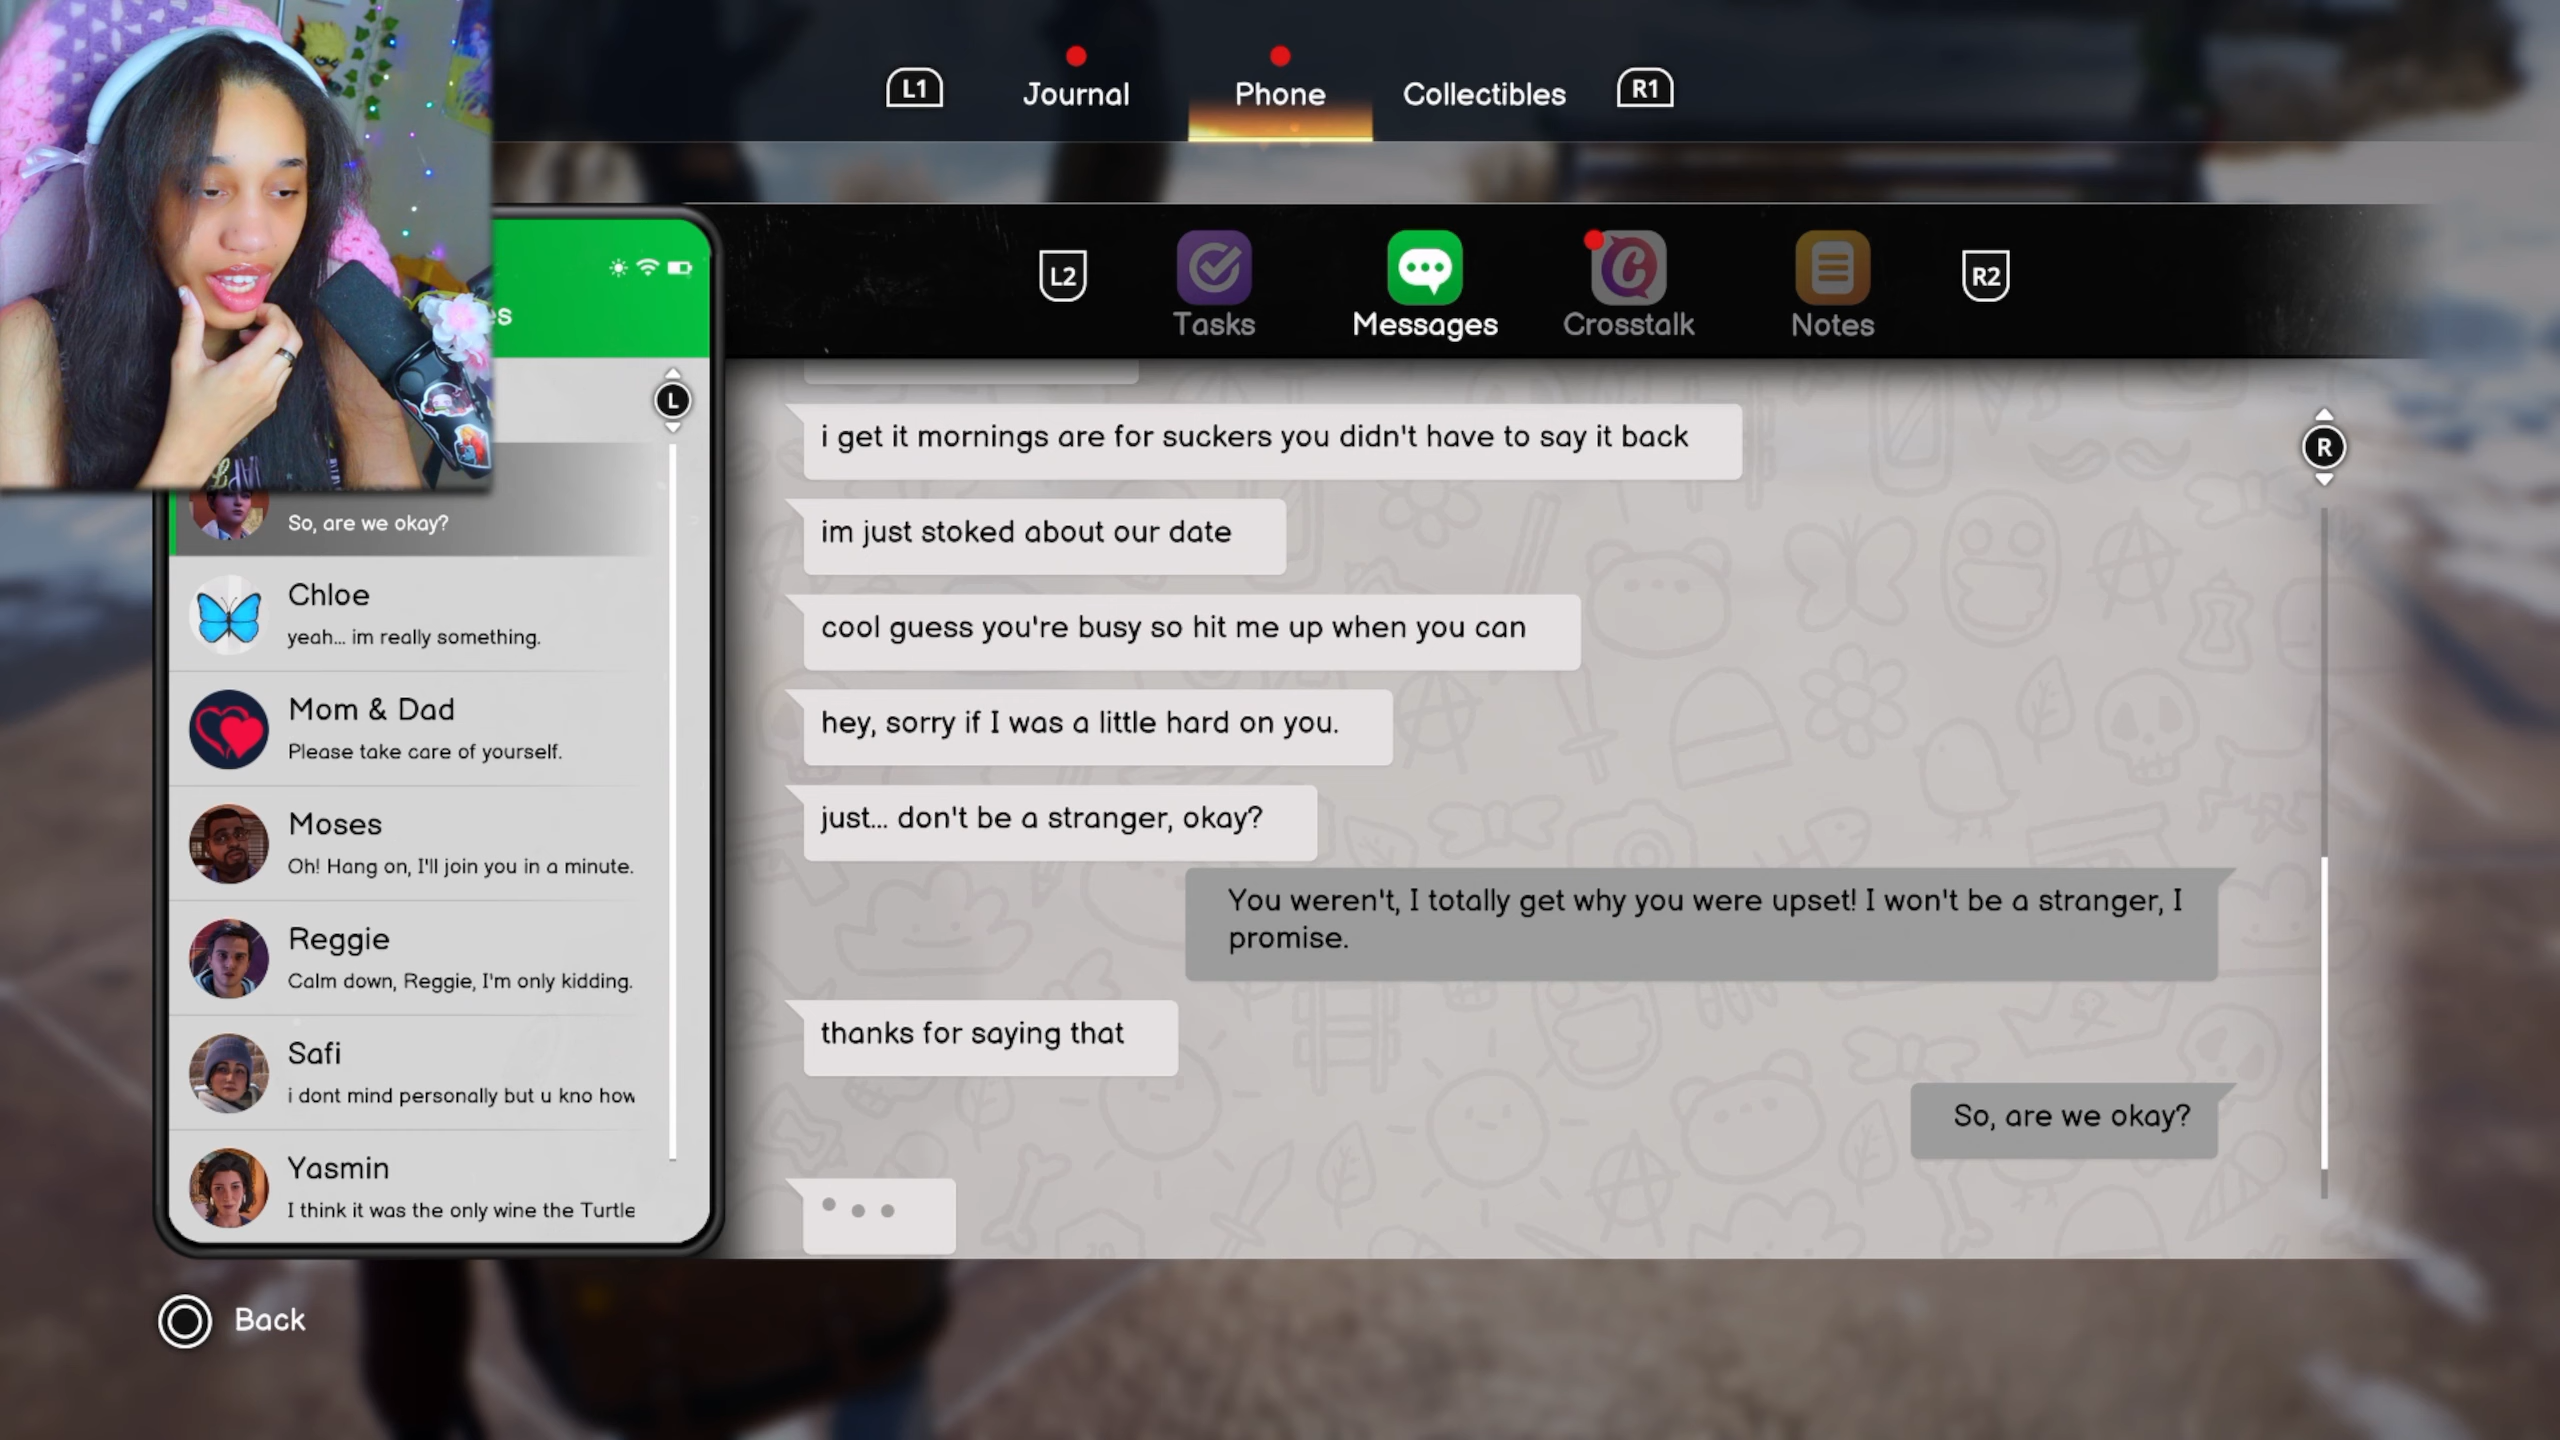 L1
Journal
Phone
Collectibles
R1
L2
Tasks
Messages
Crosstalk
Notes
R2
es
L
So, are we okay?
Chloe
yeah... im really something.
Mom & Dad
Please take care of yourself.
Moses
Oh! Hang on, I'll join you in a minute.
Reggie
Calm down, Reggie, I'm only kidding.
Safi
i dont mind personally but u kno how
Yasmin
I think it was the only wine the Turtle
R
i get it mornings are for suckers you didn't have to say it back
im just stoked about our date
cool guess you're busy so hit me up when you can
hey, sorry if I was a little hard on you.
just... don't be a stranger, okay?
You weren't, I totally get why you were upset! I won't be a stranger, I
promise.
thanks for saying that
So, are we okay?
Back